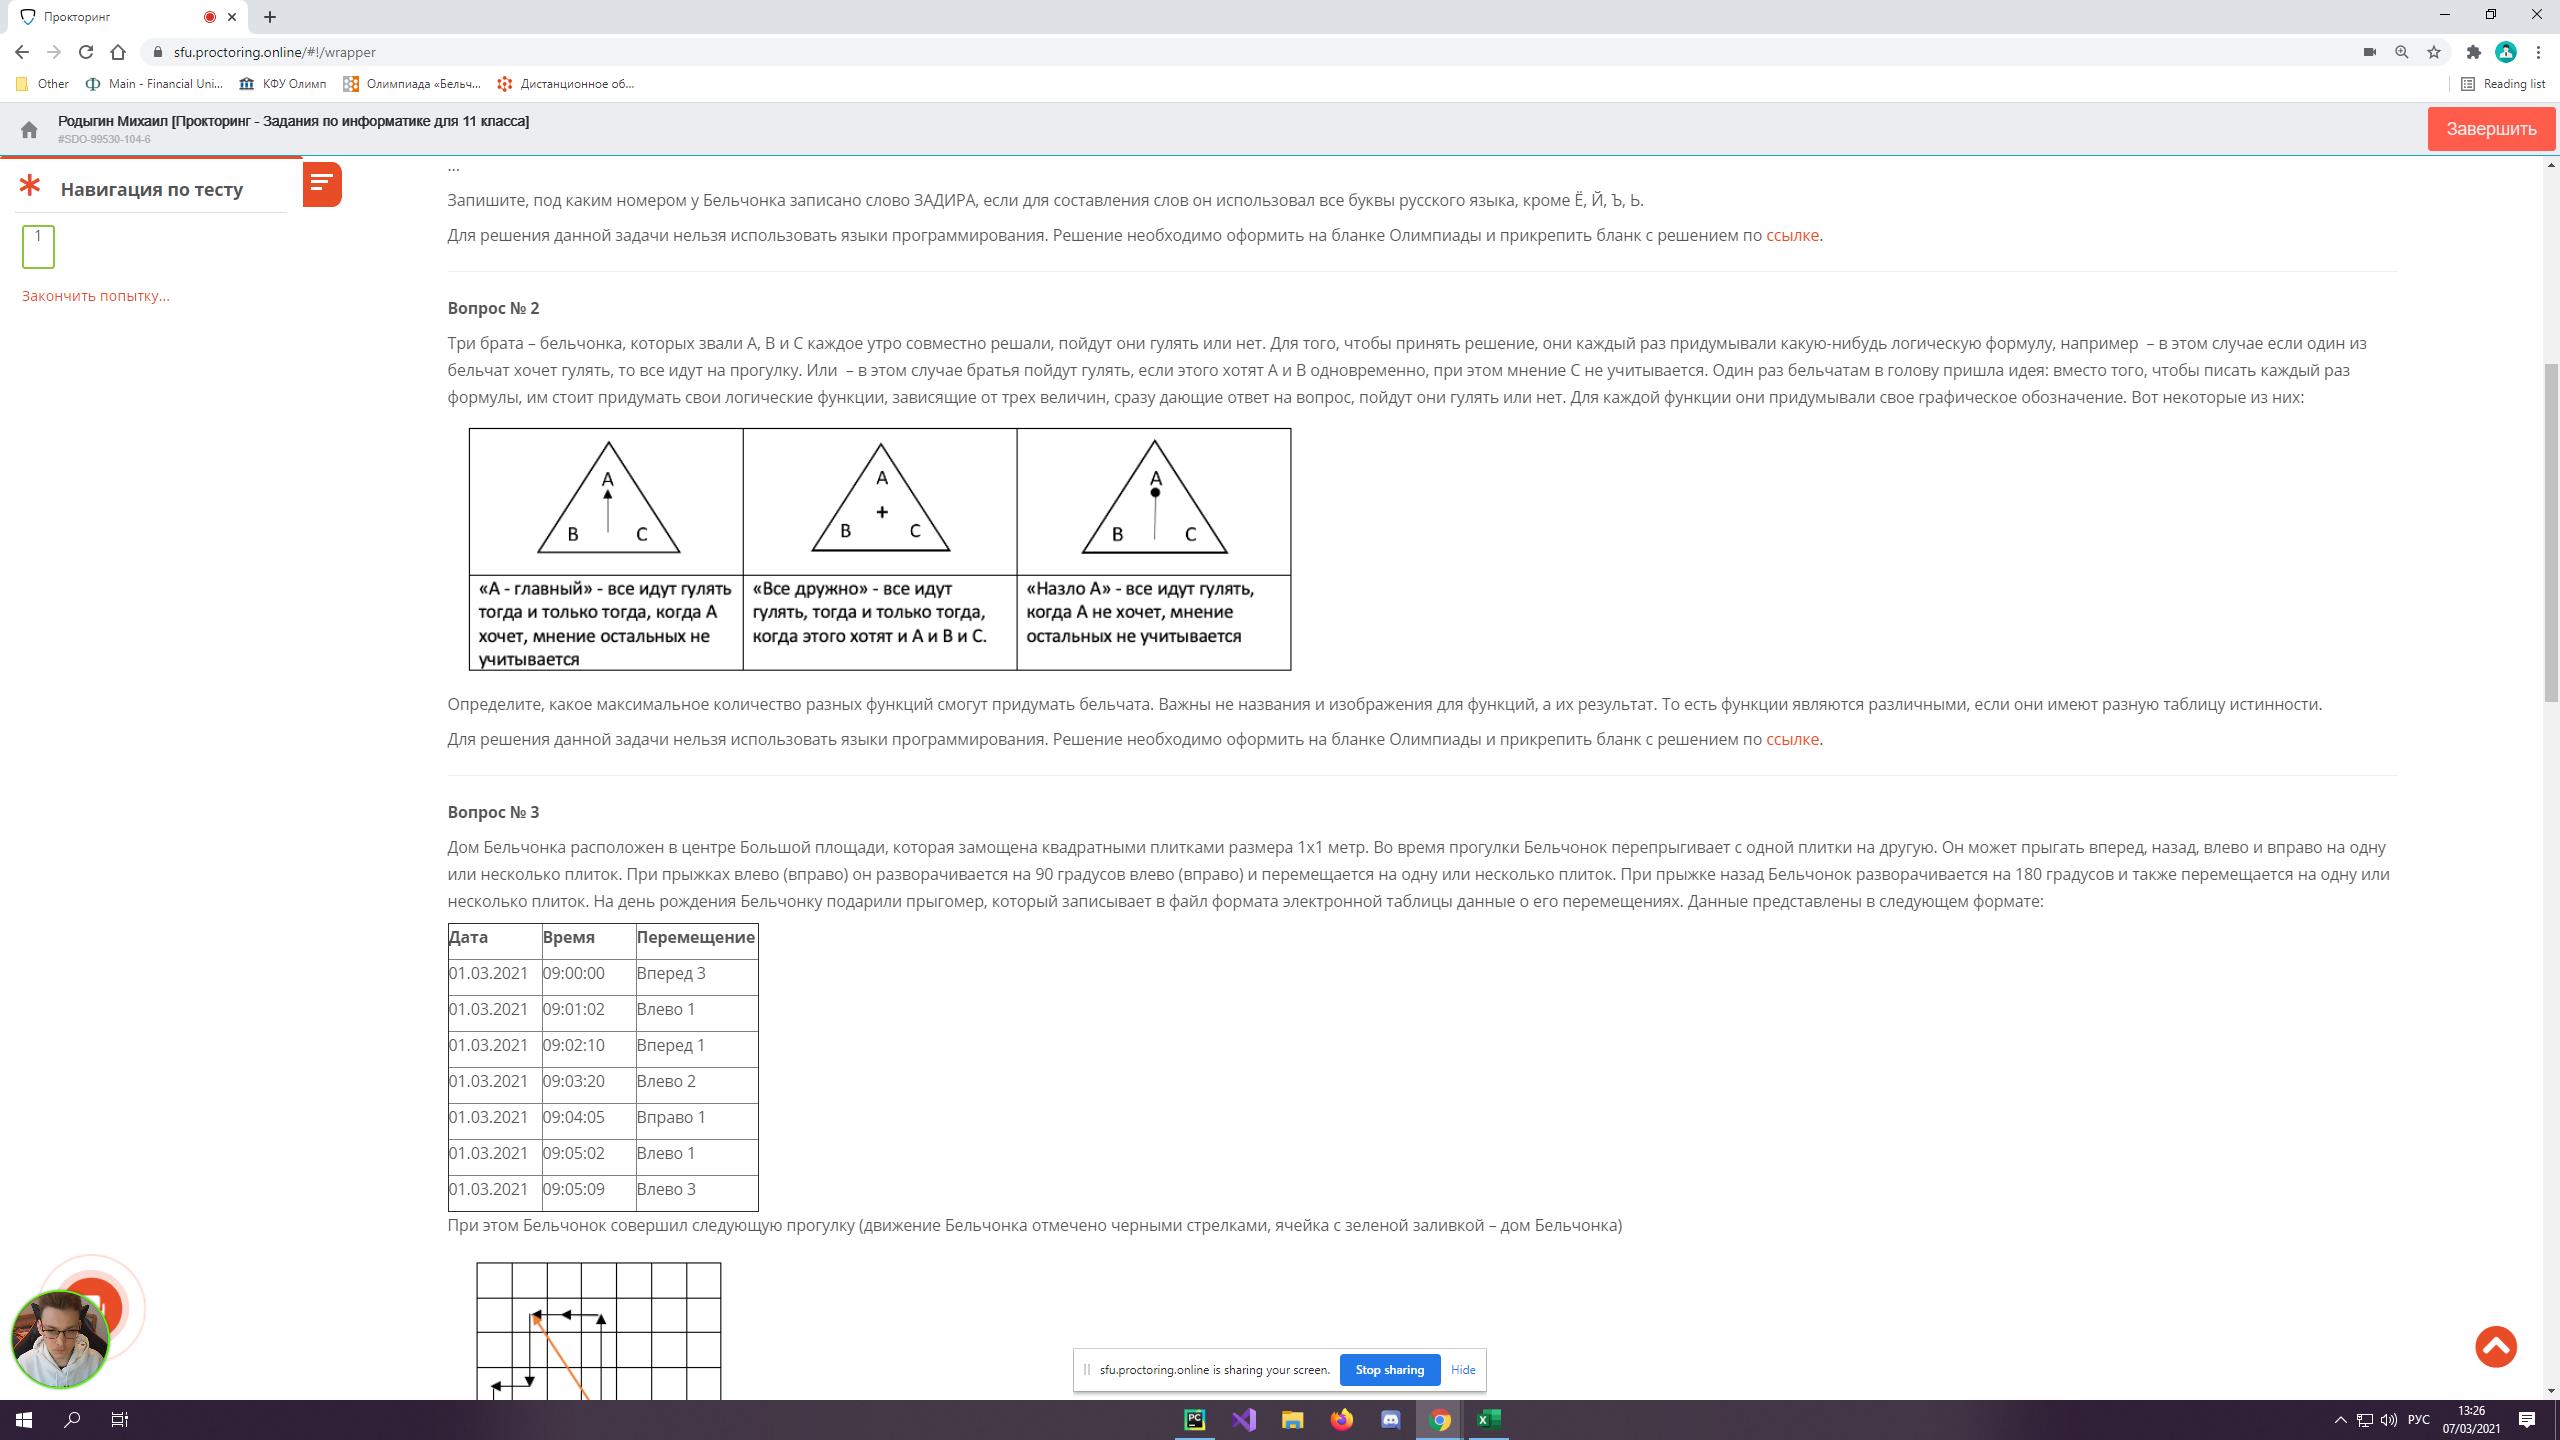 Прокторинг
sfu.proctoring.online/#!/wrapper
Other
Main - Financial Uni...
КФУ Олимп
Олимпиада «Бельч...
Дистанционное об...
Reading list
Родыгин Михаил [Прокторинг - Задания по информатике для 11 класса]
#SDO-99530-104-6
Завершить
Навигация по тесту
1
Закончить попытку...
...
Запишите, под каким номером у Бельчонка записано слово ЗАДИРА, если для составления слов он использовал все буквы русского языка, кроме Ё, Й, Ъ, Ь.
Для решения данной задачи нельзя использовать языки программирования. Решение необходимо оформить на бланке Олимпиады и прикрепить бланк с решением по ссылке.
Вопрос № 2
Три брата – бельчонка, которых звали А, В и С каждое утро совместно решали, пойдут они гулять или нет. Для того, чтобы принять решение, они каждый раз придумывали какую-нибудь логическую формулу, например – в этом случае если один из
бельчат хочет гулять, то все идут на прогулку. Или – в этом случае братья пойдут гулять, если этого хотят А и В одновременно, при этом мнение С не учитывается. Один раз бельчатам в голову пришла идея: вместо того, чтобы писать каждый раз
формулы, им стоит придумать свои логические функции, зависящие от трех величин, сразу дающие ответ на вопрос, пойдут они гулять или нет. Для каждой функции они придумывали свое графическое обозначение. Вот некоторые из них:
A
B C
A
+
B C
A
B C
«А - главный» - все идут гулять тогда и только тогда, когда А хочет, мнение остальных не учитывается
«Все дружно» - все идут гулять, тогда и только тогда, когда этого хотят и А и В и С.
«Назло А» - все идут гулять, когда А не хочет, мнение остальных не учитывается
Определите, какое максимальное количество разных функций смогут придумать бельчата. Важны не названия и изображения для функций, а их результат. То есть функции являются различными, если они имеют разную таблицу истинности.
Для решения данной задачи нельзя использовать языки программирования. Решение необходимо оформить на бланке Олимпиады и прикрепить бланк с решением по ссылке.
Вопрос № 3
Дом Бельчонка расположен в центре Большой площади, которая замощена квадратными плитками размера 1х1 метр. Во время прогулки Бельчонок перепрыгивает с одной плитки на другую. Он может прыгать вперед, назад, влево и вправо на одну
или несколько плиток. При прыжках влево (вправо) он разворачивается на 90 градусов влево (вправо) и перемещается на одну или несколько плиток. При прыжке назад Бельчонок разворачивается на 180 градусов и также перемещается на одну или
несколько плиток. На день рождения Бельчонку подарили прыгомер, который записывает в файл формата электронной таблицы данные о его перемещениях. Данные представлены в следующем формате:
Дата Время Перемещение
01.03.2021 09:00:00 Вперед 3
01.03.2021 09:01:02 Влево 1
01.03.2021 09:02:10 Вперед 1
01.03.2021 09:03:20 Влево 2
01.03.2021 09:04:05 Вправо 1
01.03.2021 09:05:02 Влево 1
01.03.2021 09:05:09 Влево 3
При этом Бельчонок совершил следующую прогулку (движение Бельчонка отмечено черными стрелками, ячейка с зеленой заливкой – дом Бельчонка)
sfu.proctoring.online is sharing your screen.
Stop sharing
Hide
PC
РУС
13:26
07/03/2021